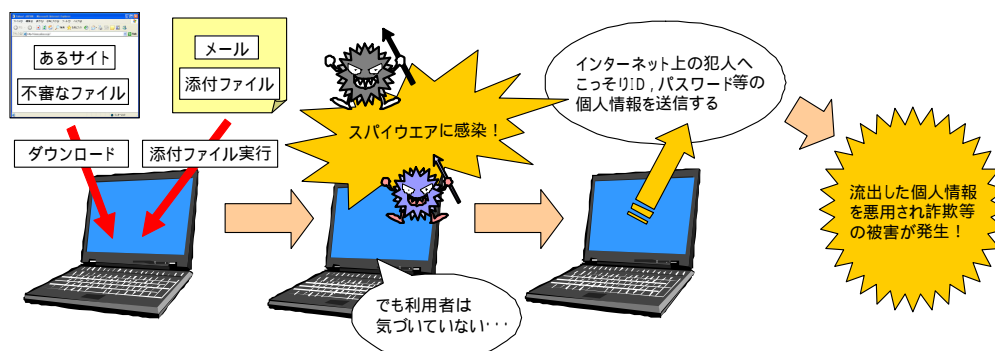 あるサイト
不審なファイル
メール
添付ファイル
ダウンロード
添付ファイル実行
スパイウエアに感染!
でも利用者は
気づいていない･･･
インターネット上の犯人へ
こっそりID,パスワード等の
個人情報を送信する
流出した個人情報
を悪用され詐欺等
の被害が発生!